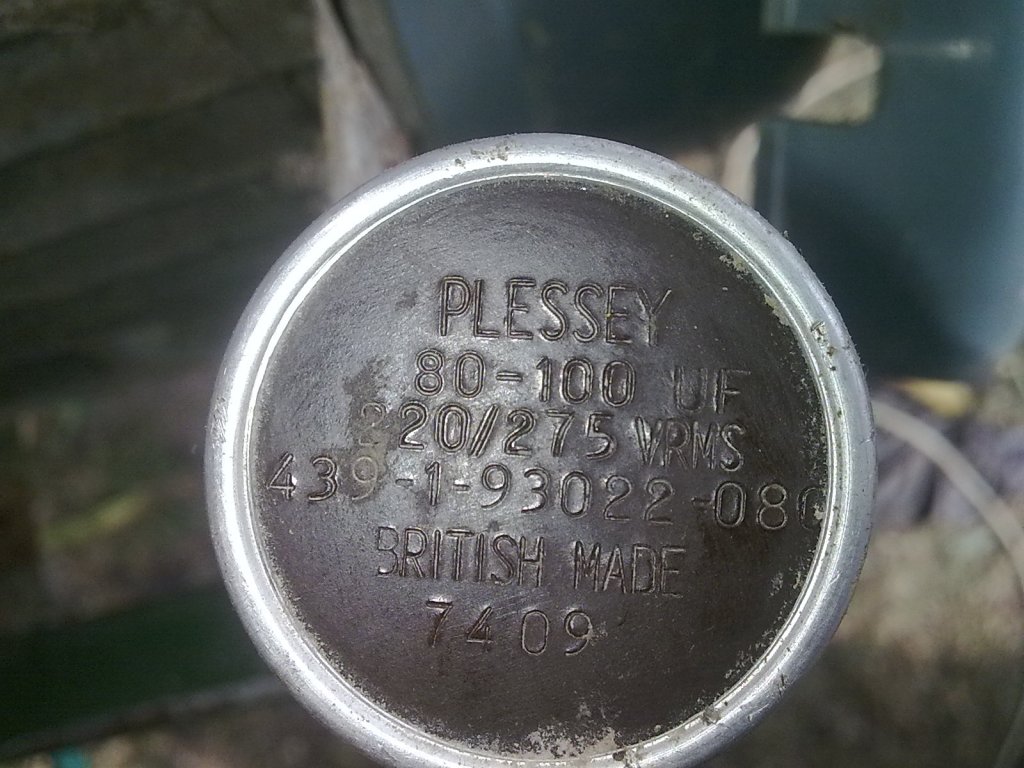 PLESSEY
80-100 UF
220/275 VRMS
439-1-93022-080
BRITISH MADE
7409